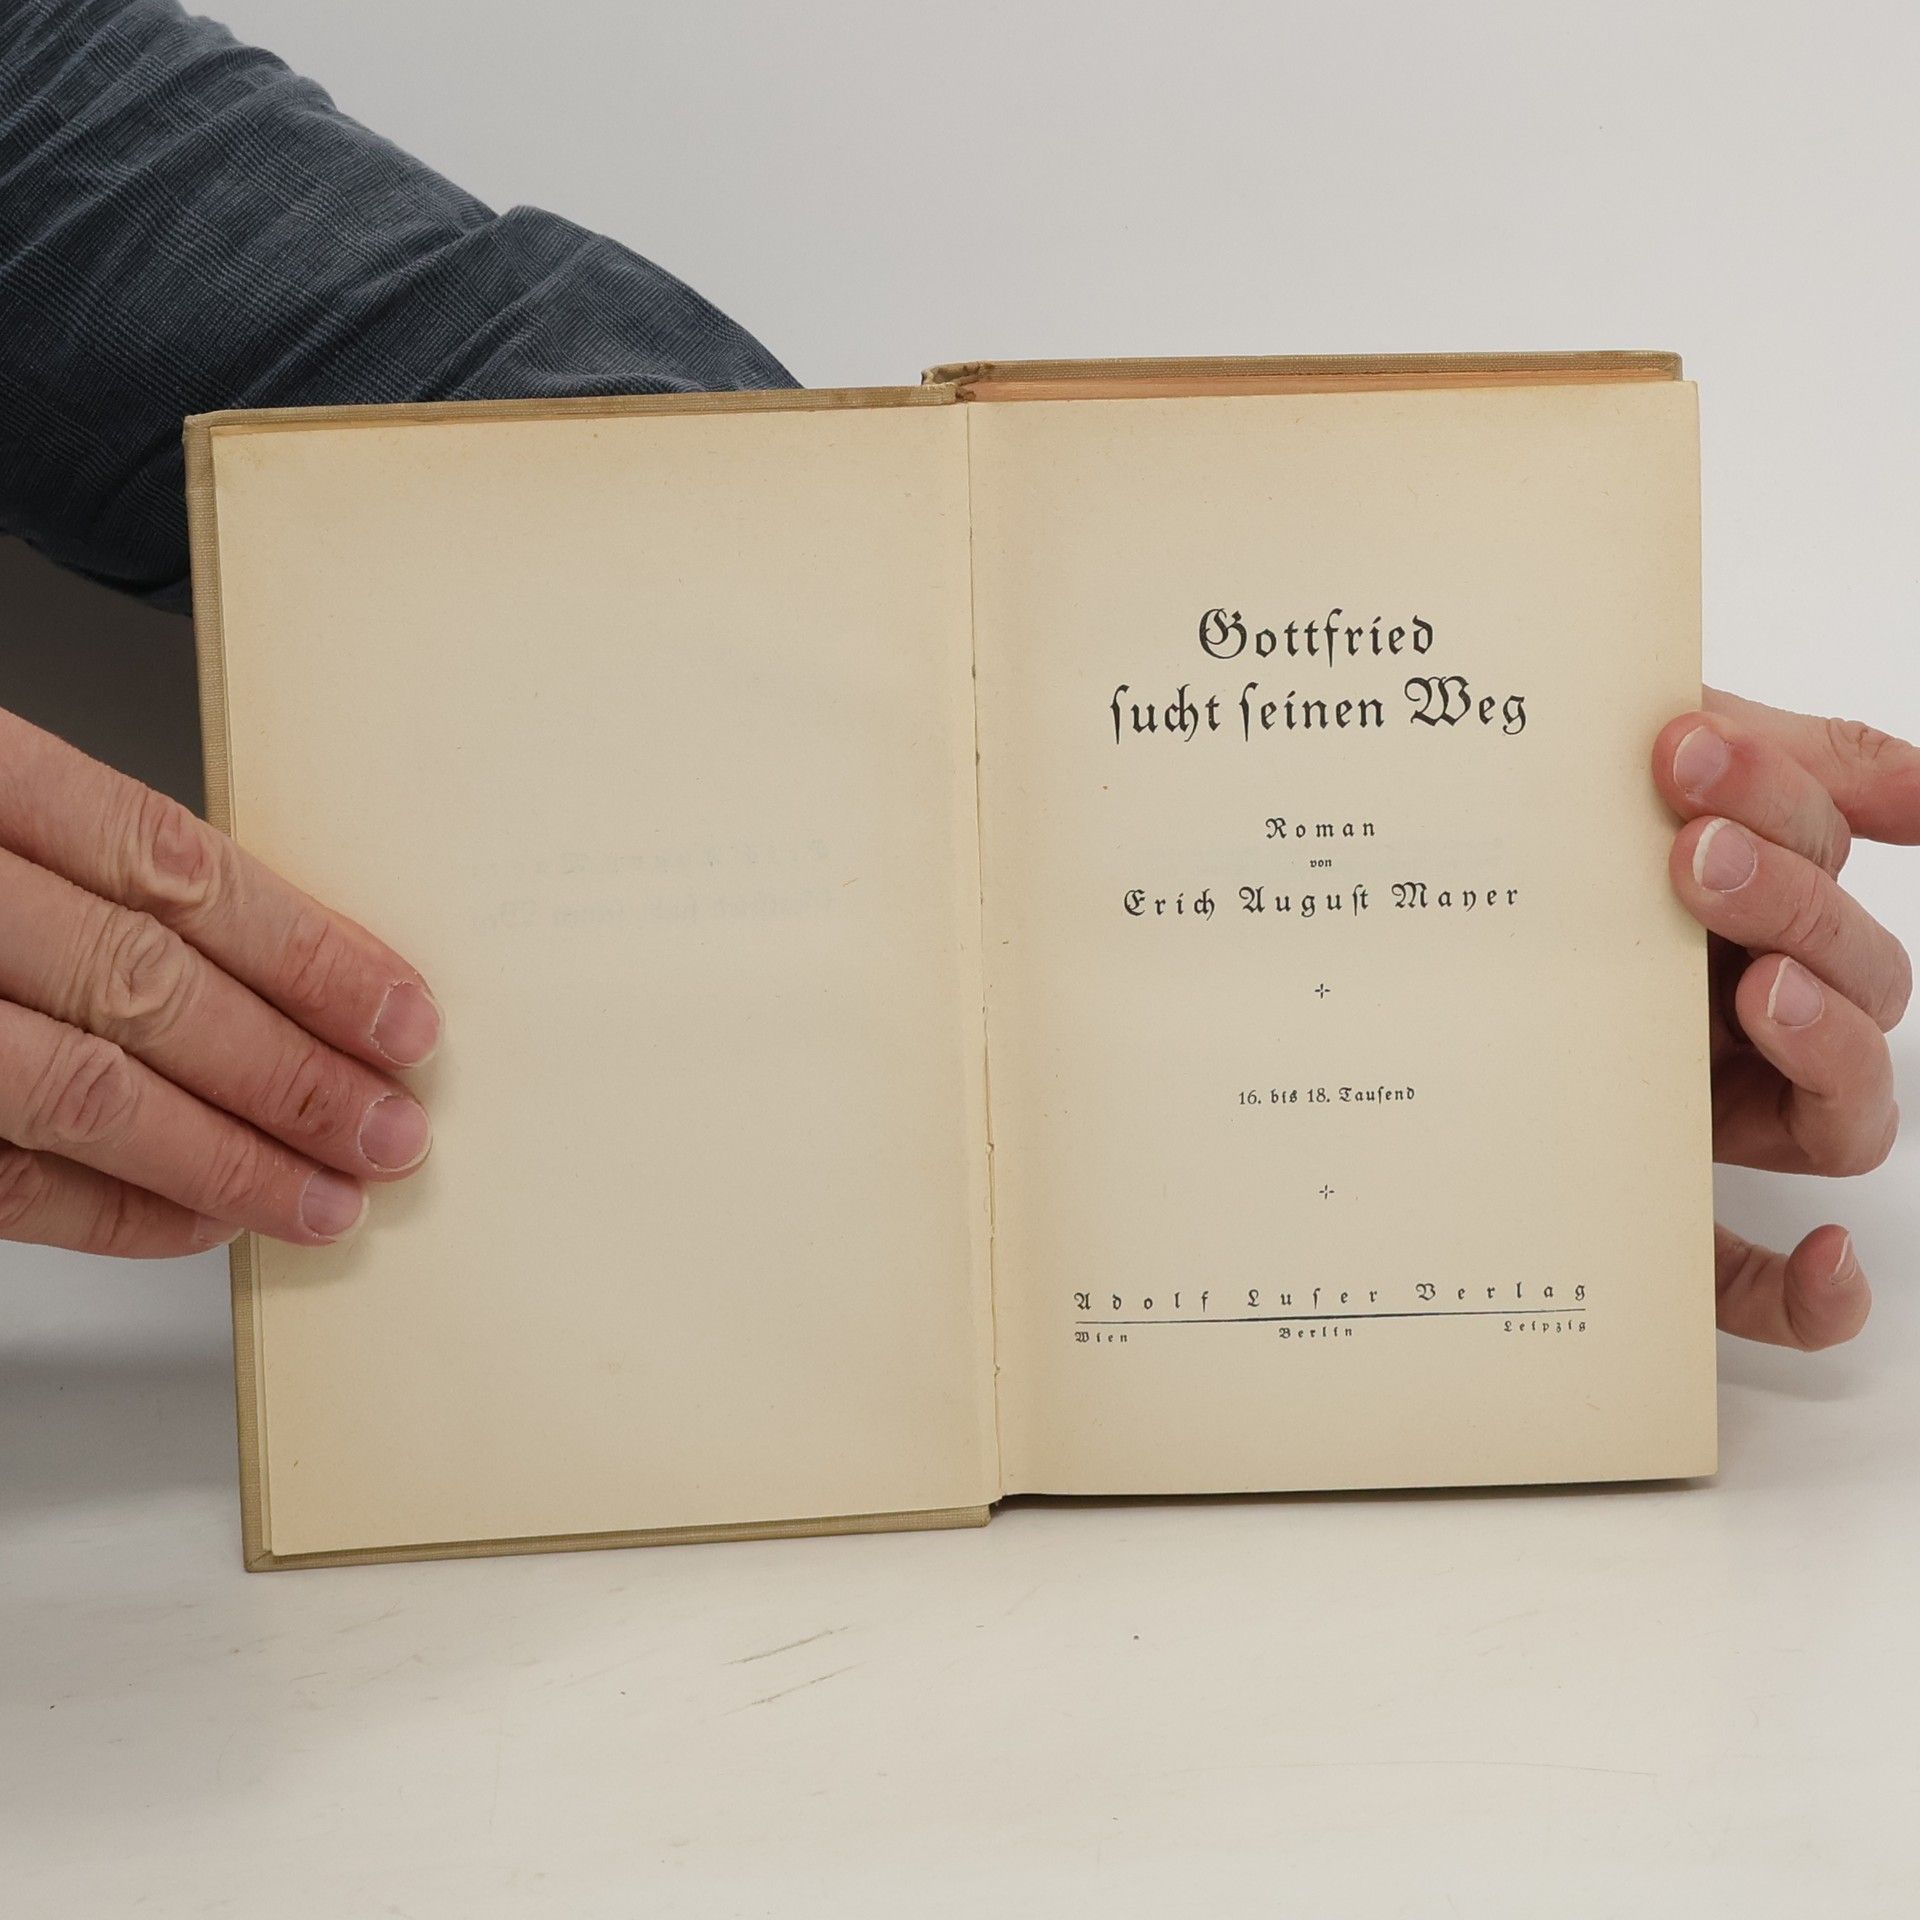 Gottfried
ſucht ſeinen Weg
Roman
von
Erich Auguſt Mayer
16. bis 18. Tauſend
Adolf Luſer Verlag
Wien Berlin Leipzig